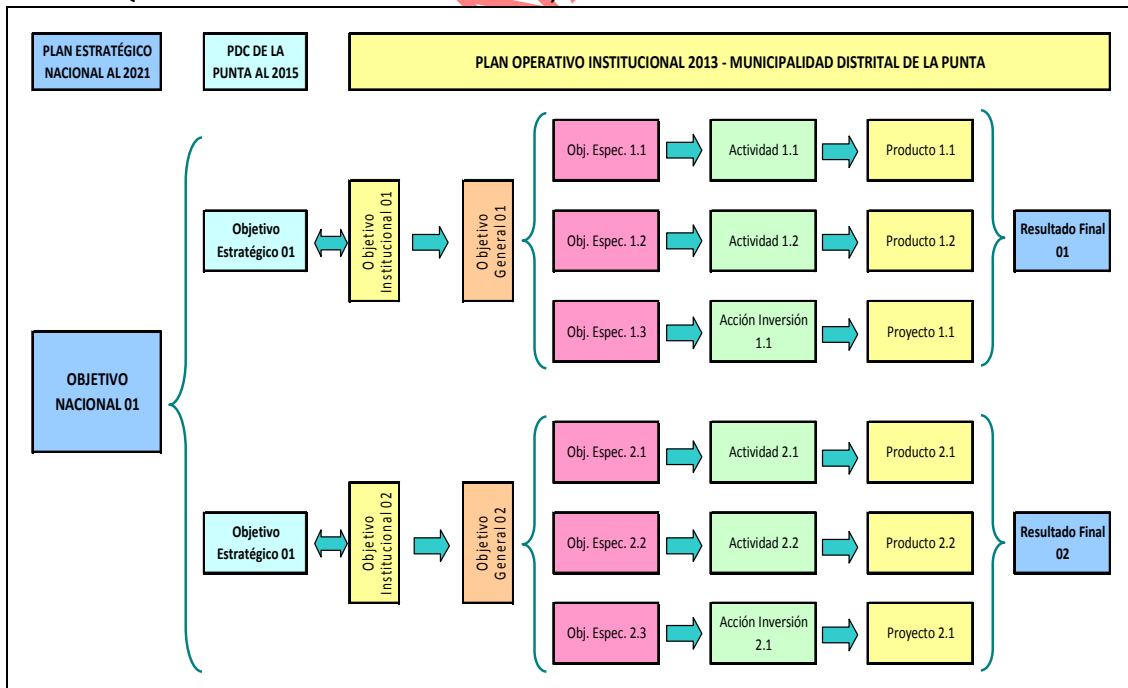 PLAN ESTRATÉGICO
NACIONAL AL 2021
PDC DE LA
PUNTA AL 2015
PLAN OPERATIVO INSTITUCIONAL 2013 - MUNICIPALIDAD DISTRITAL DE LA PUNTA
OBJETIVO
NACIONAL 01
Objetivo
Estratégico 01
Objetivo
Institucional 01
Objetivo
General 01
Obj. Espec. 1.1
Actividad 1.1
Producto 1.1
Obj. Espec. 1.2
Actividad 1.2
Producto 1.2
Obj. Espec. 1.3
Acción Inversión
1.1
Proyecto 1.1
Resultado Final
01
Objetivo
Estratégico 01
Objetivo
Institucional 02
Objetivo
General 02
Obj. Espec. 2.1
Actividad 2.1
Producto 2.1
Obj. Espec. 2.2
Actividad 2.2
Producto 2.2
Obj. Espec. 2.3
Acción Inversión
2.1
Proyecto 2.1
Resultado Final
02